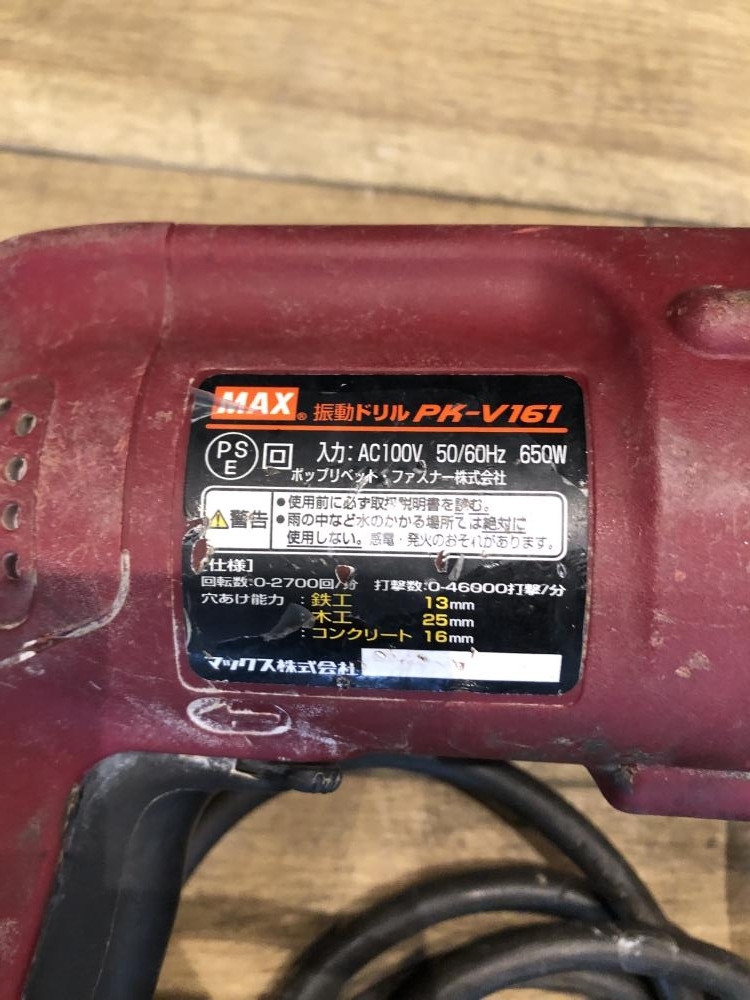 MAX® 振動ドリル PK-V161
PSE 入力: AC100V 50/60Hz 650W
ポップリベット・ファスナー株式会社
警告
●使用前に必ず取扱説明書を読む。
●雨の中など水のかかる場所では絶対に
使用しない。感電・発火のおそれがあります。
[仕様]
回転数:0-2700回/分 打撃数:0-46000打撃/分
穴あけ能力 : 鉄工 13mm
: 木工 25mm
: コンクリート 16mm
マックス株式会社